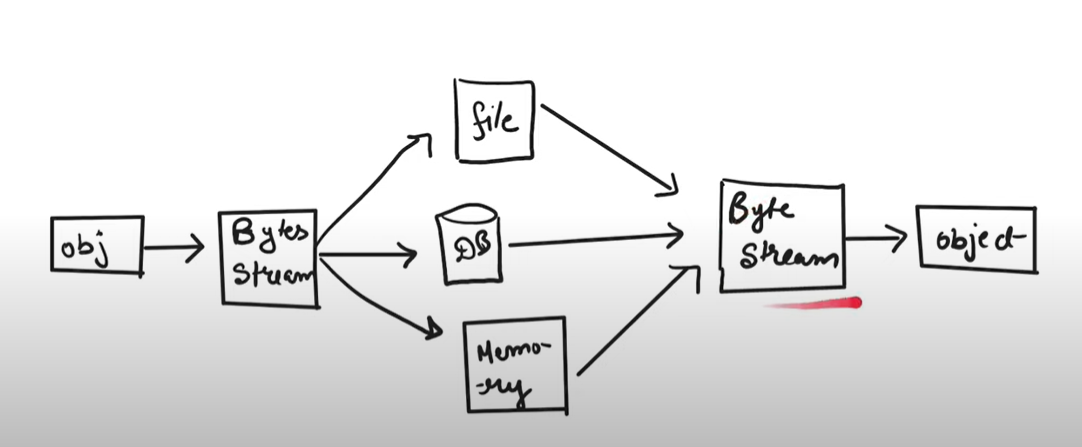 file
obj
Bytes
Stream
DB
Byte
Stream
object
Memo-
-ry